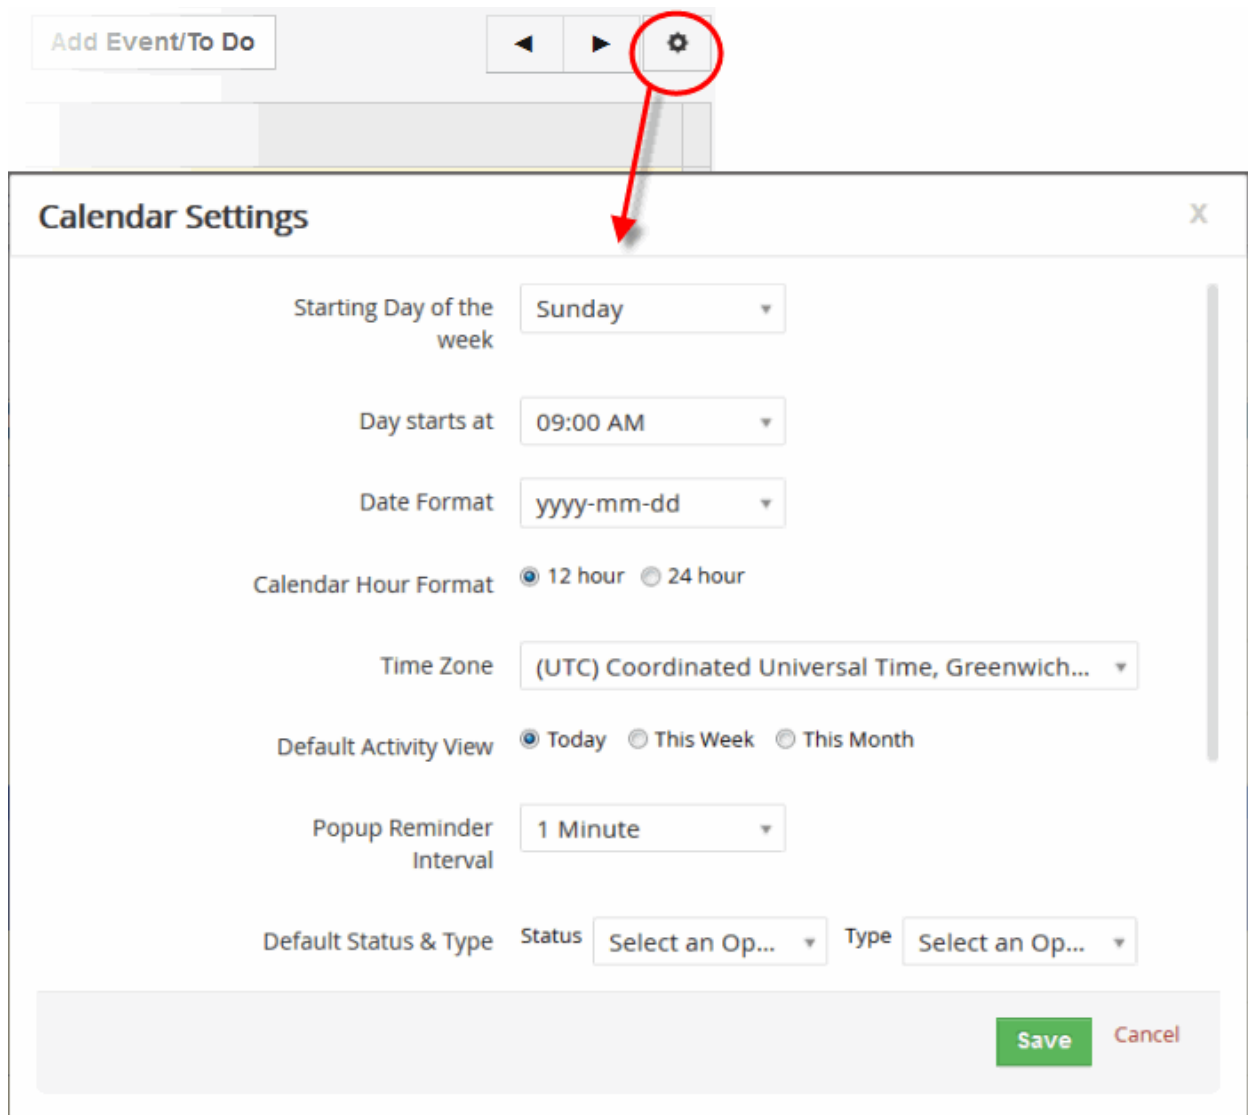 Add Event/To Do
Calendar Settings
X
Starting Day of the
week
Sunday
Day starts at
09:00 AM
Date Format
yyyy-mm-dd
Calendar Hour Format
12 hour 24 hour
Time Zone
(UTC) Coordinated Universal Time, Greenwich...
Default Activity View
Today This Week This Month
Popup Reminder
Interval
1 Minute
Default Status & Type
Status Select an Op... Type Select an Op...
Save Cancel